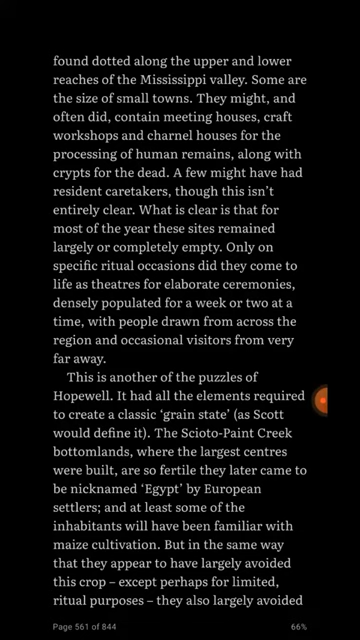 found dotted along the upper and lower
reaches of the Mississippi valley. Some are
the size of small towns. They might, and
often did, contain meeting houses, craft
workshops and charnel houses for the
processing of human remains, along with
crypts for the dead. A few might have had
resident caretakers, though this isn’t
entirely clear. What is clear is that for
most of the year these sites remained
largely or completely empty. Only on
specific ritual occasions did they come to
life as theatres for elaborate ceremonies,
densely populated for a week or two at a
time, with people drawn from across the
region and occasional visitors from very
far away.
This is another of the puzzles of
Hopewell. It had all the elements required
to create a classic ‘grain state’ (as Scott
would define it). The Scioto-Paint Creek
bottomlands, where the largest centres
were built, are so fertile they later came to
be nicknamed ‘Egypt’ by European
settlers; and at least some of the
inhabitants will have been familiar with
maize cultivation. But in the same way
that they appear to have largely avoided
this crop – except perhaps for limited,
ritual purposes – they also largely avoided
Page 561 of 844 66%